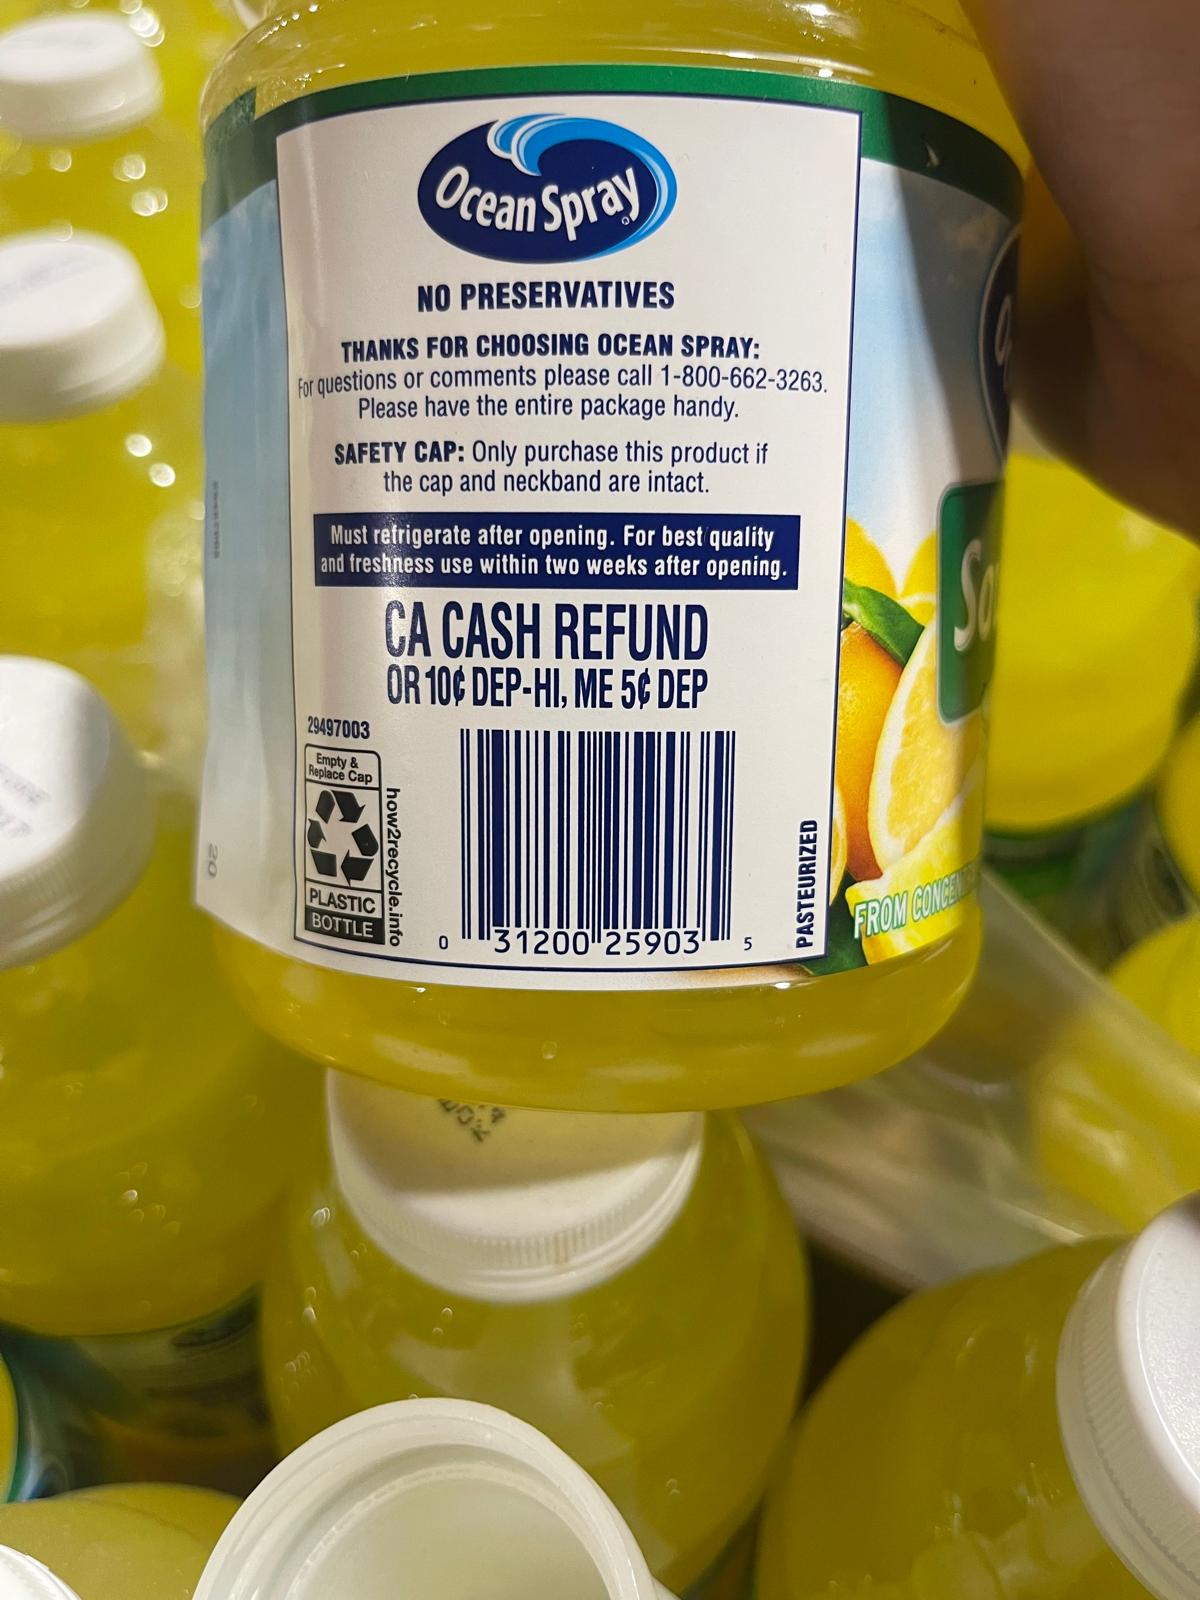 Ocean Spray
NO PRESERVATIVES
THANKS FOR CHOOSING OCEAN SPRAY:
For questions or comments please call 1-800-662-3263.
Please have the entire package handy.
SAFETY CAP: Only purchase this product if
the cap and neckband are intact.
Must refrigerate after opening. For best quality
and freshness use within two weeks after opening.
CA CASH REFUND
OR 10¢ DEP-HI, ME 5¢ DEP
29497003
Empty &
Replace Cap
PLASTIC
BOTTLE
how2recycle.info
0 31200 25903 5
PASTEURIZED
FROM
20